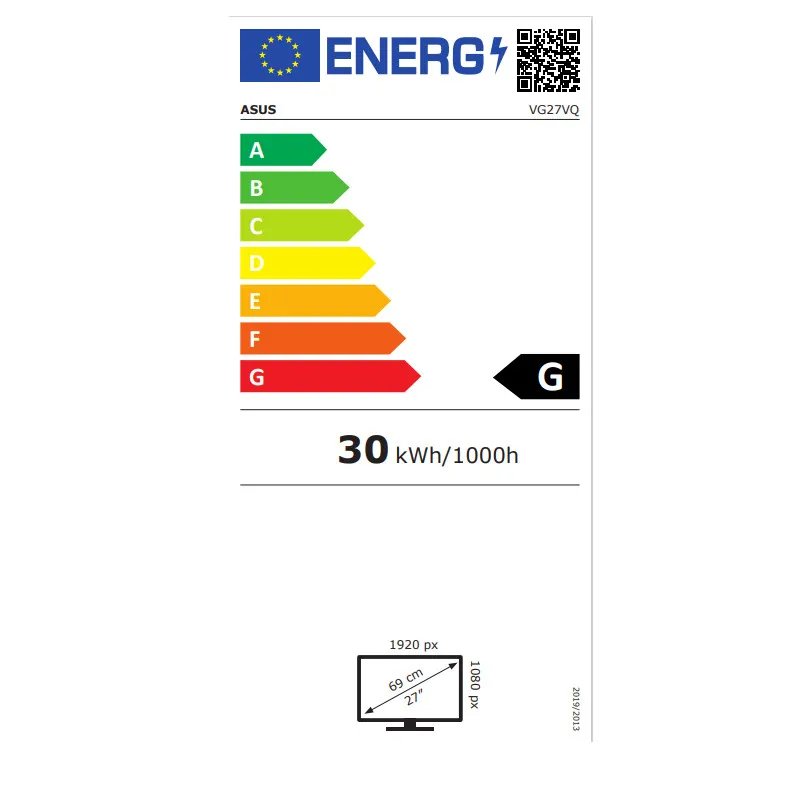 ENERG
ASUS VG27VQ
A
B
C
D
E
F
G G
30 kWh/1000h
1920 px
69 cm
27″
1080 px
2019/2013